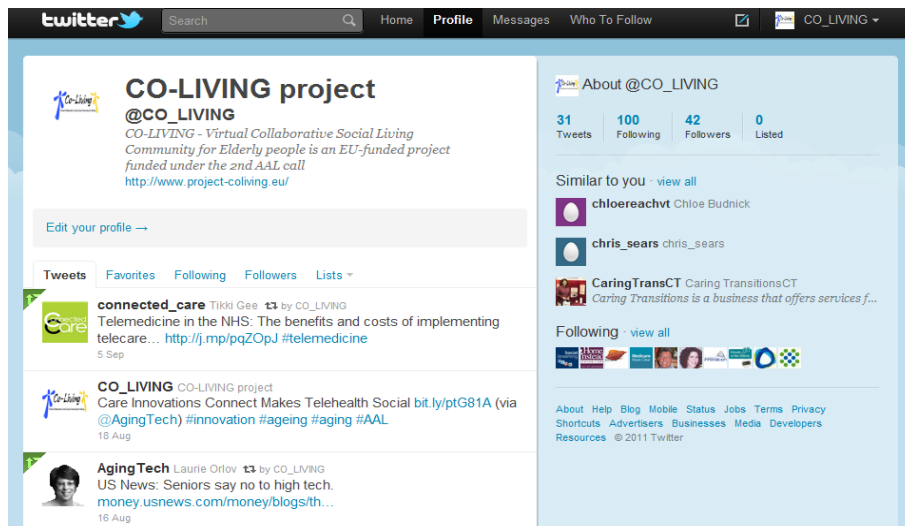 twitter
Search
Home Profile Messages Who To Follow
CO_LIVING
Co-Living
CO-LIVING project
@CO_LIVING
CO-LIVING - Virtual Collaborative Social Living
Community for Elderly people is an EU-funded project
funded under the 2nd AAL call
http://www.project-coliving.eu/
Edit your profile →
Tweets Favorites Following Followers Lists
connected_care Tikki Gee by CO_LIVING
Telemedicine in the NHS: The benefits and costs of implementing
telecare… http://j.mp/pqZOpJ #telemedicine
5 Sep
Connected
Care
CO_LIVING CO-LIVING project
Care Innovations Connect Makes Telehealth Social bit.ly/ptG81A (via
@AgingTech) #innovation #ageing #aging #AAL
18 Aug
Co-Living
AgingTech Laurie Orlov by CO_LIVING
US News: Seniors say no to high tech.
money.usnews.com/money/blogs/th…
16 Aug
About @CO_LIVING
31 100 42 0
Tweets Following Followers Listed
Similar to you · view all
chloereachvt Chloe Budnick
chris_sears chris_sears
CaringTransCT Caring TransitionsCT
Caring Transitions is a business that offers services f...
Following · view all
About Help Blog Mobile Status Jobs Terms Privacy
Shortcuts Advertisers Businesses Media Developers
Resources © 2011 Twitter